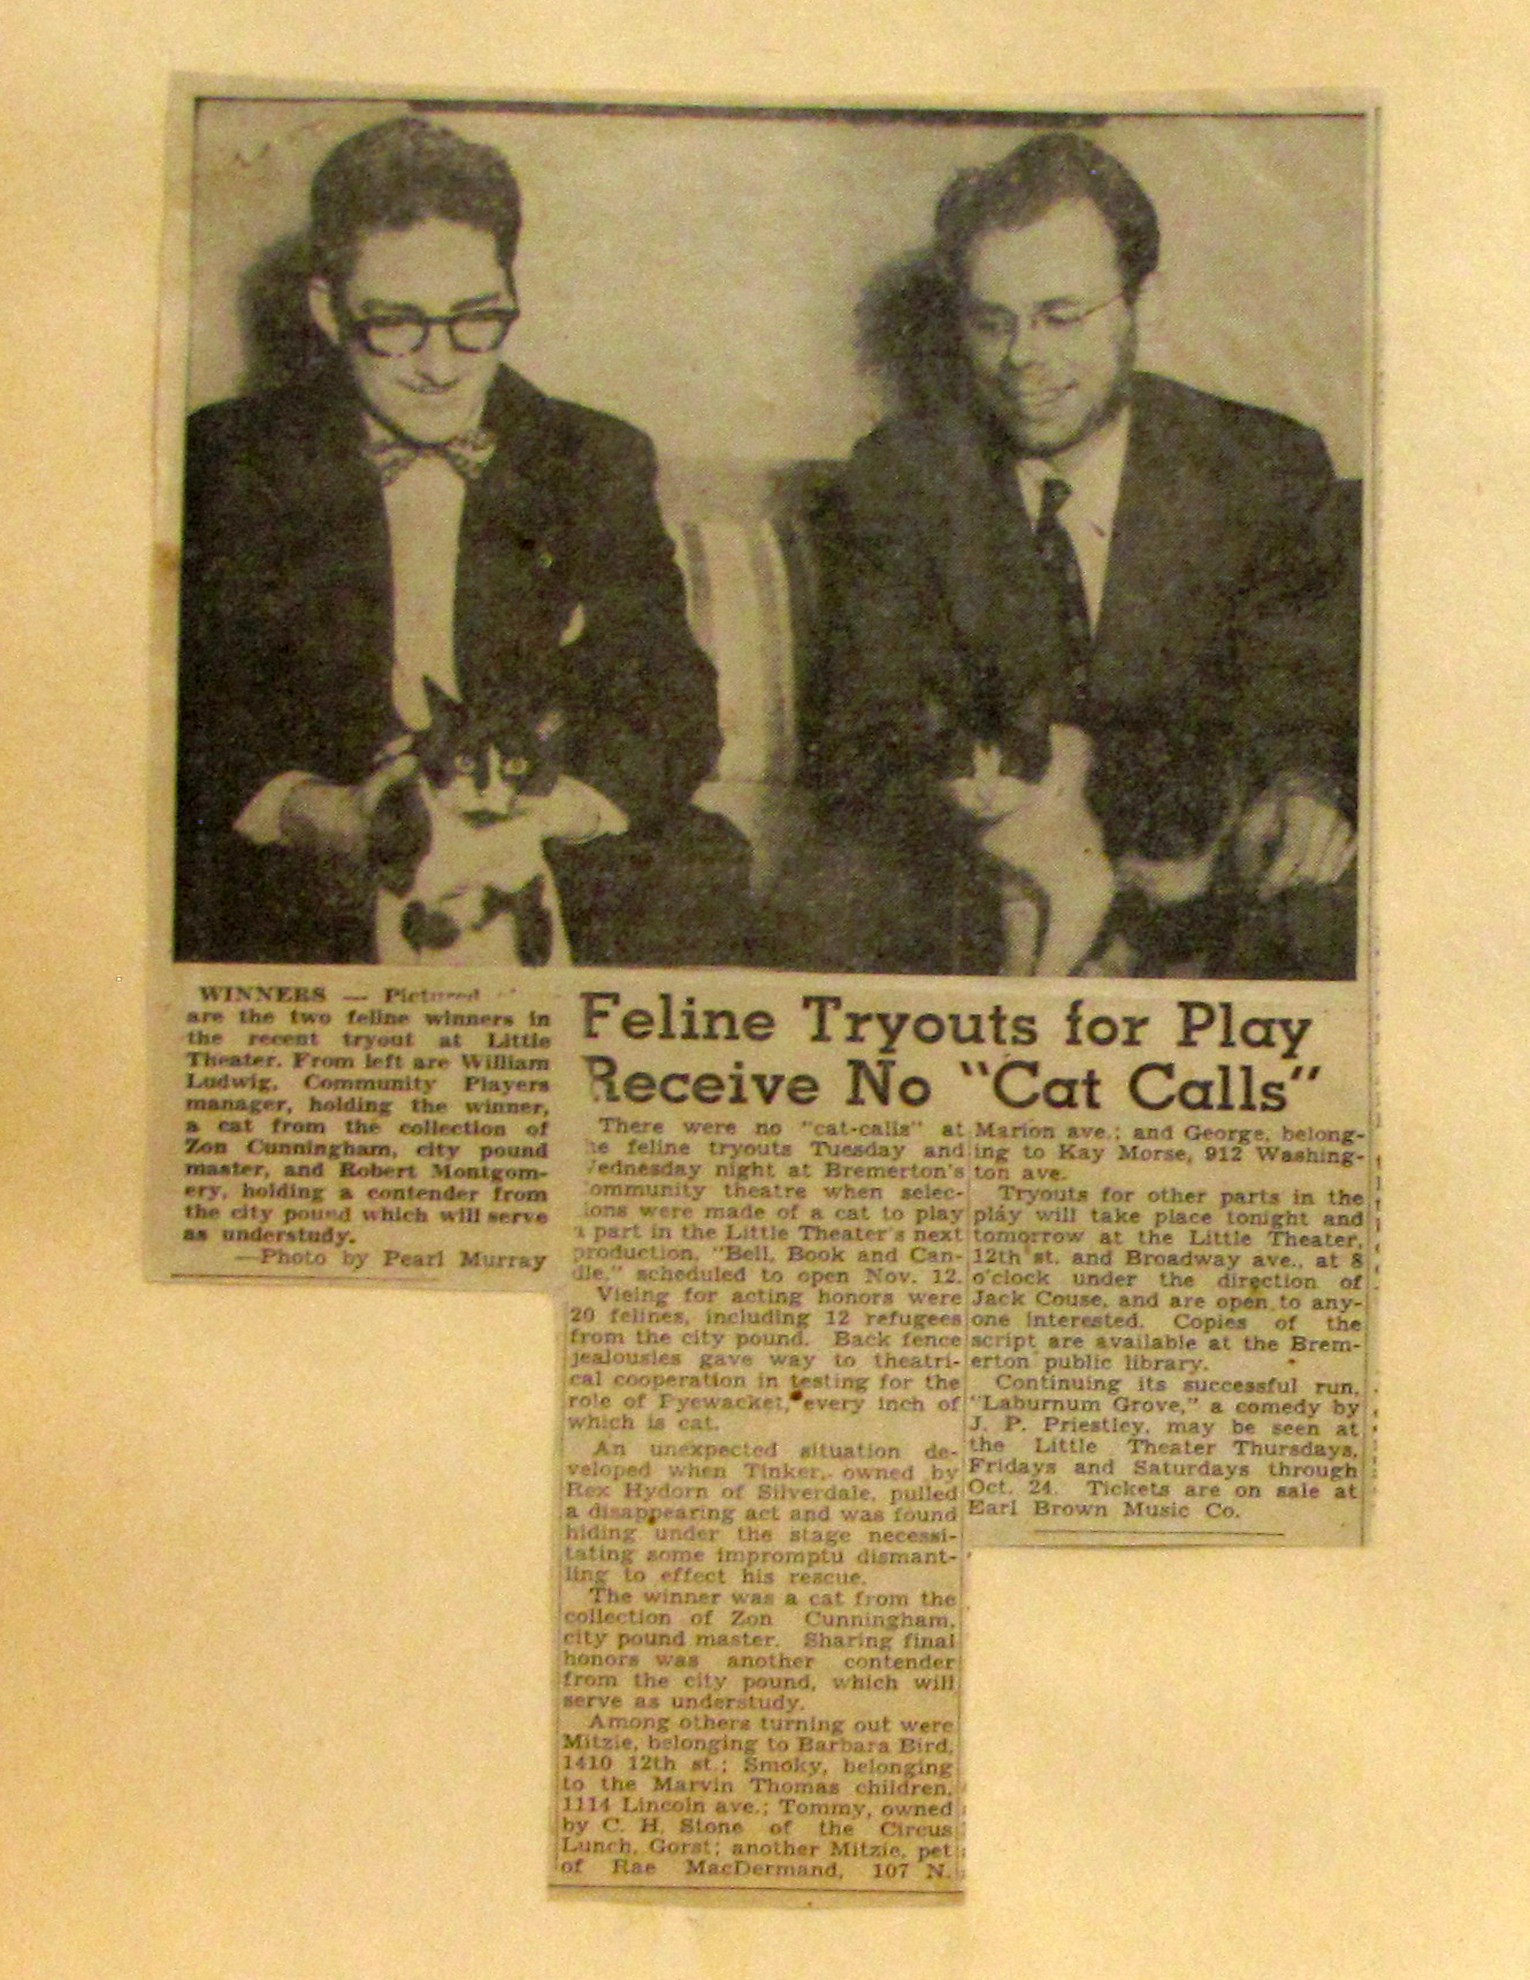 WINNERS — Pictured
are the two feline winners in
the recent tryout at Little
Theater. From left are William
Ludwig, Community Players
manager, holding the winner,
a cat from the collection of
Zon Cunningham, city pound
master, and Robert Montgom-
ery, holding a contender from
the city pound which will serve
as understudy.
—Photo by Pearl Murray
Feline Tryouts for Play
Receive No "Cat Calls"
There were no "cat-calls" at
he feline tryouts Tuesday and
Vednesday night at Bremerton's
ommunity theatre when selec-
ions were made of a cat to play
a part in the Little Theater's next
production, "Bell, Book and Can-
dle," scheduled to open Nov. 12.
Vieing for acting honors were
20 felines, including 12 refugees
from the city pound. Back fence
jealousies gave way to theatri-
cal cooperation in testing for the
role of Pyewacket, every inch of
which is cat.
An unexpected situation de-
veloped when Tinker, owned by
Rex Hydorn of Silverdale, pulled
a disappearing act and was found
hiding under the stage necessi-
tating some impromptu dismant-
ling to effect his rescue.
The winner was a cat from the
collection of Zon Cunningham,
city pound master. Sharing final
honors was another contender
from the city pound, which will
serve as understudy.
Among others turning out were
Mitzie, belonging to Barbara Bird,
1410 12th st.; Smoky, belonging
to the Marvin Thomas children,
1114 Lincoln ave.; Tommy, owned
by C. H. Stone of the Circus
Lunch, Gorst; another Mitzie, pet
of Rae MacDermand, 107 N.
Marion ave.; and George, belong-
ing to Kay Morse, 912 Washing-
ton ave.
Tryouts for other parts in the
play will take place tonight and
tomorrow at the Little Theater,
12th st. and Broadway ave., at 8
o'clock under the direction of
Jack Couse, and are open to any-
one interested. Copies of the
script are available at the Brem-
erton public library.
Continuing its successful run,
"Laburnum Grove," a comedy by
J. P. Priestley, may be seen at
the Little Theater Thursdays,
Fridays and Saturdays through
Oct. 24. Tickets are on sale at
Earl Brown Music Co.